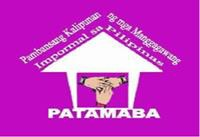 Pambansang Kalipunan ng mga Manggagawang
Impormal sa Pilipinas
PATAMABA